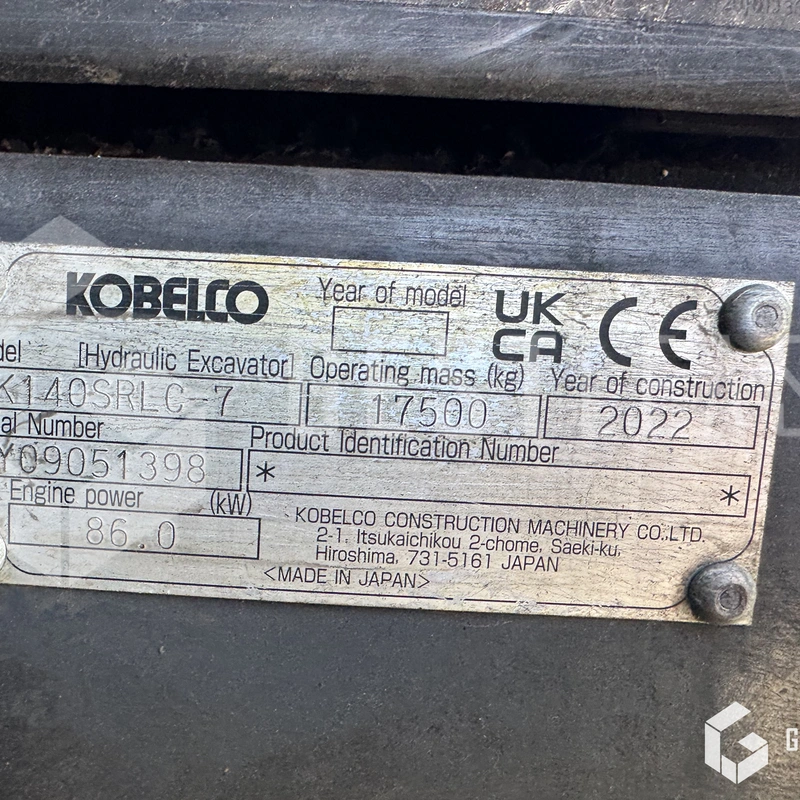 KOBELCO
Year of model
UK
CA CE
del [Hydraulic Excavator] Operating mass (kg) Year of construction
K140SRLC-7 17500 2022
al Number Product Identification Number
Y09051398 * *
Engine power (kW)
86.0
KOBELCO CONSTRUCTION MACHINERY CO.,LTD.
2-1, Itsukaichikou 2-chome, Saeki-ku,
Hiroshima, 731-5161 JAPAN
<MADE IN JAPAN>
G